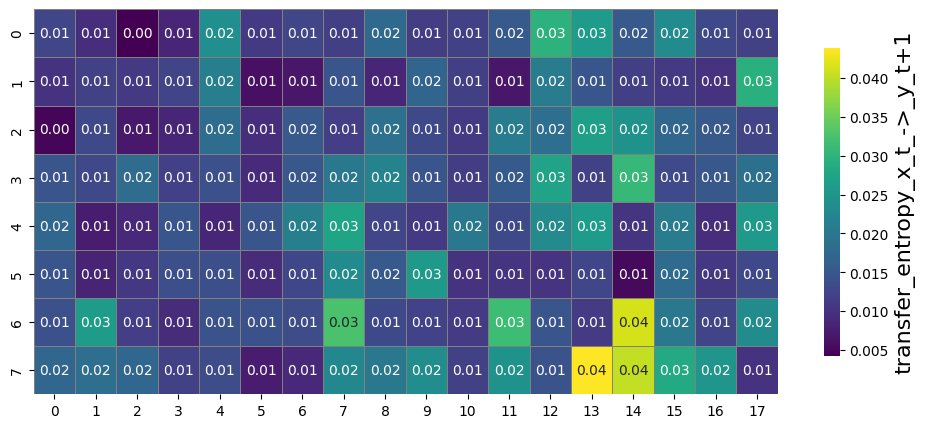 0 0.01 0.01 0.00 0.01 0.02 0.01 0.01 0.01 0.02 0.01 0.01 0.02 0.03 0.03 0.02 0.02 0.01 0.01
1 0.01 0.01 0.01 0.01 0.02 0.01 0.01 0.01 0.01 0.02 0.01 0.01 0.02 0.01 0.01 0.01 0.01 0.03
2 0.00 0.01 0.01 0.01 0.02 0.01 0.02 0.01 0.02 0.01 0.01 0.02 0.02 0.03 0.02 0.02 0.02 0.01
3 0.01 0.01 0.02 0.01 0.01 0.01 0.02 0.02 0.02 0.01 0.01 0.02 0.03 0.01 0.03 0.01 0.01 0.02
4 0.02 0.01 0.01 0.01 0.01 0.01 0.02 0.03 0.01 0.01 0.02 0.01 0.02 0.03 0.01 0.02 0.01 0.03
5 0.01 0.01 0.01 0.01 0.01 0.01 0.01 0.02 0.02 0.03 0.01 0.01 0.01 0.01 0.01 0.02 0.01 0.01
6 0.01 0.03 0.01 0.01 0.01 0.01 0.01 0.03 0.01 0.01 0.01 0.03 0.01 0.01 0.04 0.02 0.01 0.02
7 0.02 0.02 0.02 0.01 0.01 0.01 0.01 0.02 0.02 0.02 0.01 0.02 0.01 0.04 0.04 0.03 0.02 0.01
0 1 2 3 4 5 6 7 8 9 10 11 12 13 14 15 16 17
0.040
0.035
0.030
0.025
0.020
0.015
0.010
0.005
transfer_entropy_x_t_->_y_t+1